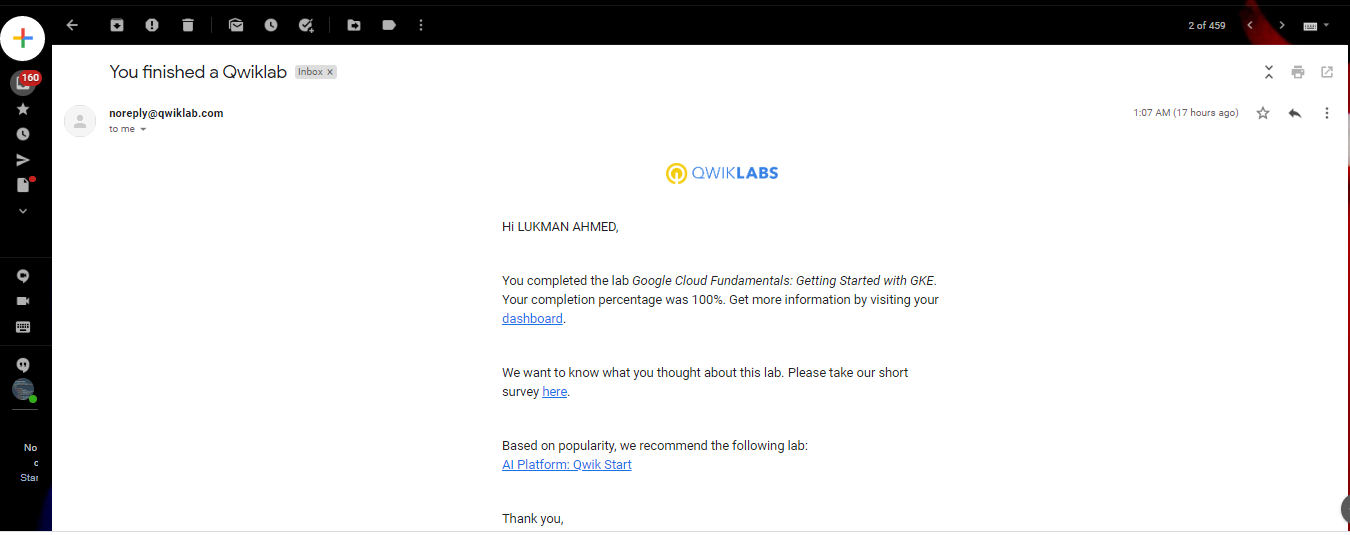 2 of 459
160
You finished a Qwiklab Inbox x
noreply@qwiklab.com
1:07 AM (17 hours ago)
to me
QWIKLABS
Hi LUKMAN AHMED,
You completed the lab Google Cloud Fundamentals: Getting Started with GKE.
Your completion percentage was 100%. Get more information by visiting your
dashboard.
We want to know what you thought about this lab. Please take our short
survey here.
Based on popularity, we recommend the following lab:
AI Platform: Qwik Start
Thank you,
No
c
Star